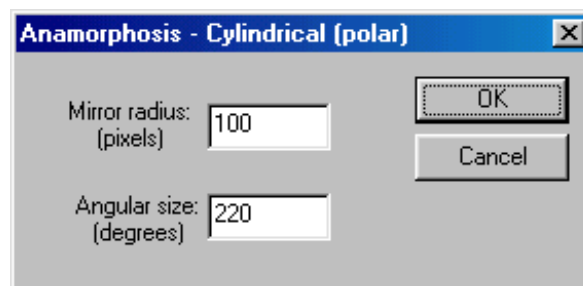 Anamorphosis - Cylindrical (polar)
Mirror radius:
(pixels)
100
OK
Cancel
Angular size:
(degrees)
220